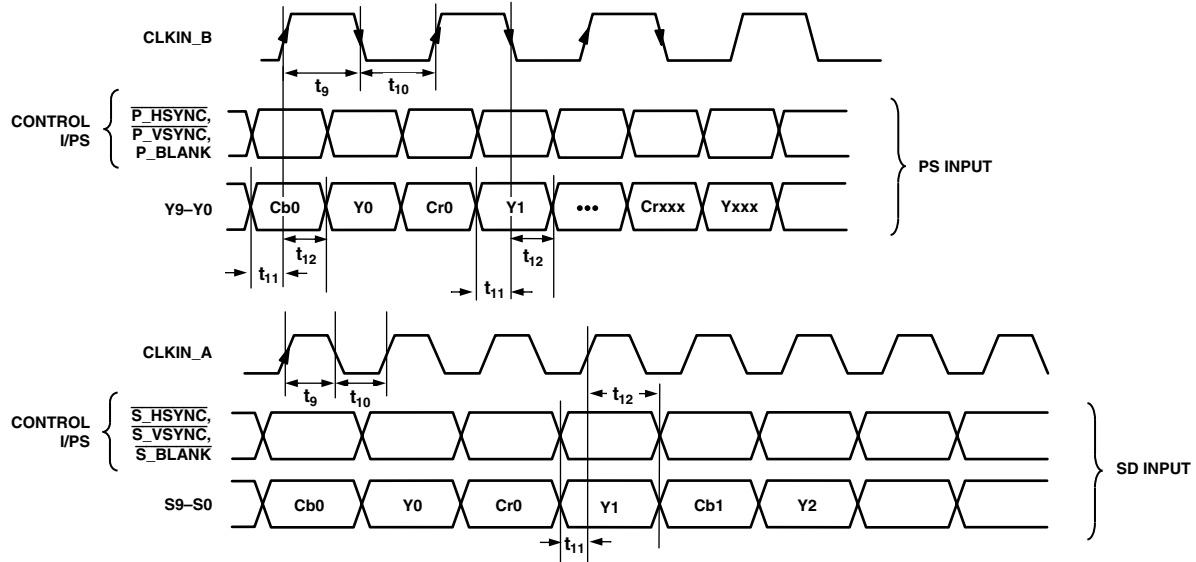 CLKIN_B
t9 t10
CONTROL
I/PS
P_HSYNC,
P_VSYNC,
P_BLANK
PS INPUT
Y9–Y0
Cb0 Y0 Cr0 Y1 ••• Crxxx Yxxx
t12 t12
t11 t11
CLKIN_A
t9 t10 t12
CONTROL
I/PS
S_HSYNC,
S_VSYNC,
S_BLANK
SD INPUT
S9–S0
Cb0 Y0 Cr0 Y1 Cb1 Y2
t11